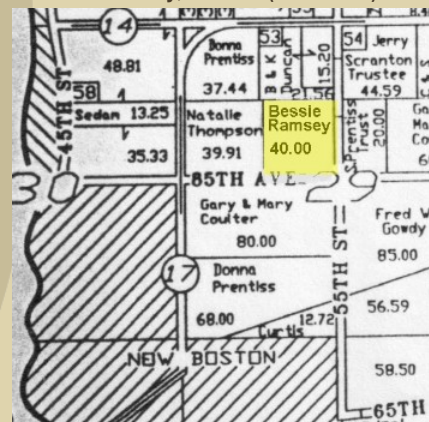 14
53
54
Jerry
Scranton
Trustee
44.59
Donna
Prentiss
37.44
B & K
Duncan
15.20
21.56
48.81
58
45TH ST
Sedan 13.25
35.33
Natalie
Thompson
39.91
Bessie
Ramsey
40.00
Prentiss
Trust
20.00
30
85TH AVE
29
Gary & Mary
Coulter
80.00
55TH ST
Fred W
Gowdy
85.00
17
Donna
Prentiss
68.00
Curtis
12.72
56.59
NEW BOSTON
58.50
65TH